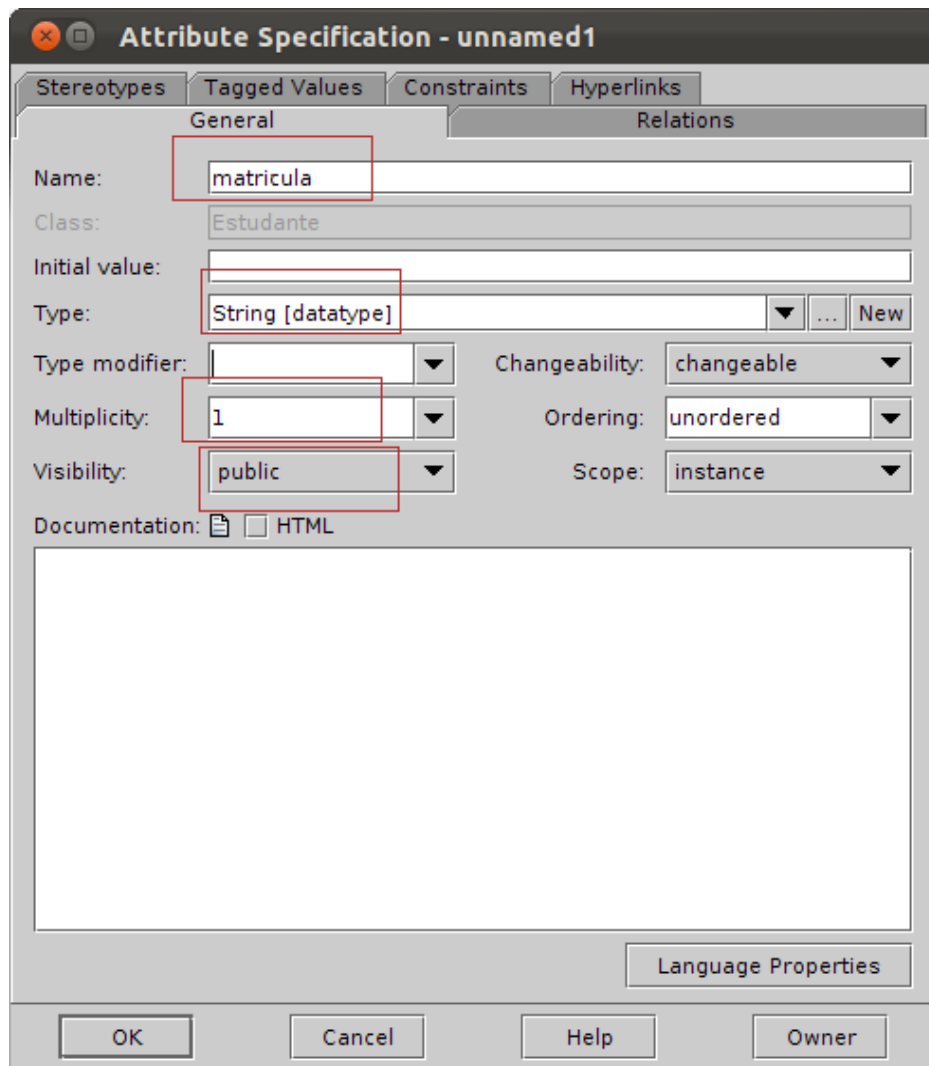 Attribute Specification - unnamed1
Stereotypes Tagged Values Constraints Hyperlinks
General Relations
Name: matricula
Class: Estudante
Initial value:
Type: String [datatype] ... New
Type modifier: Changeability: changeable
Multiplicity: 1 Ordering: unordered
Visibility: public Scope: instance
Documentation: HTML
Language Properties
OK Cancel Help Owner